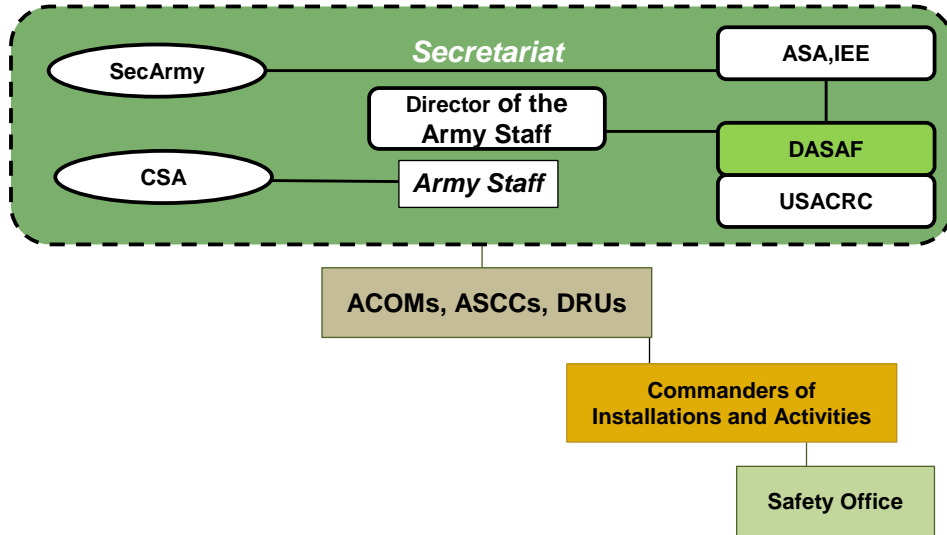 Secretariat
SecArmy
ASA,IEE
Director of the
Army Staff
DASAF
CSA
Army Staff
USACRC
ACOMs, ASCCs, DRUs
Commanders of
Installations and Activities
Safety Office